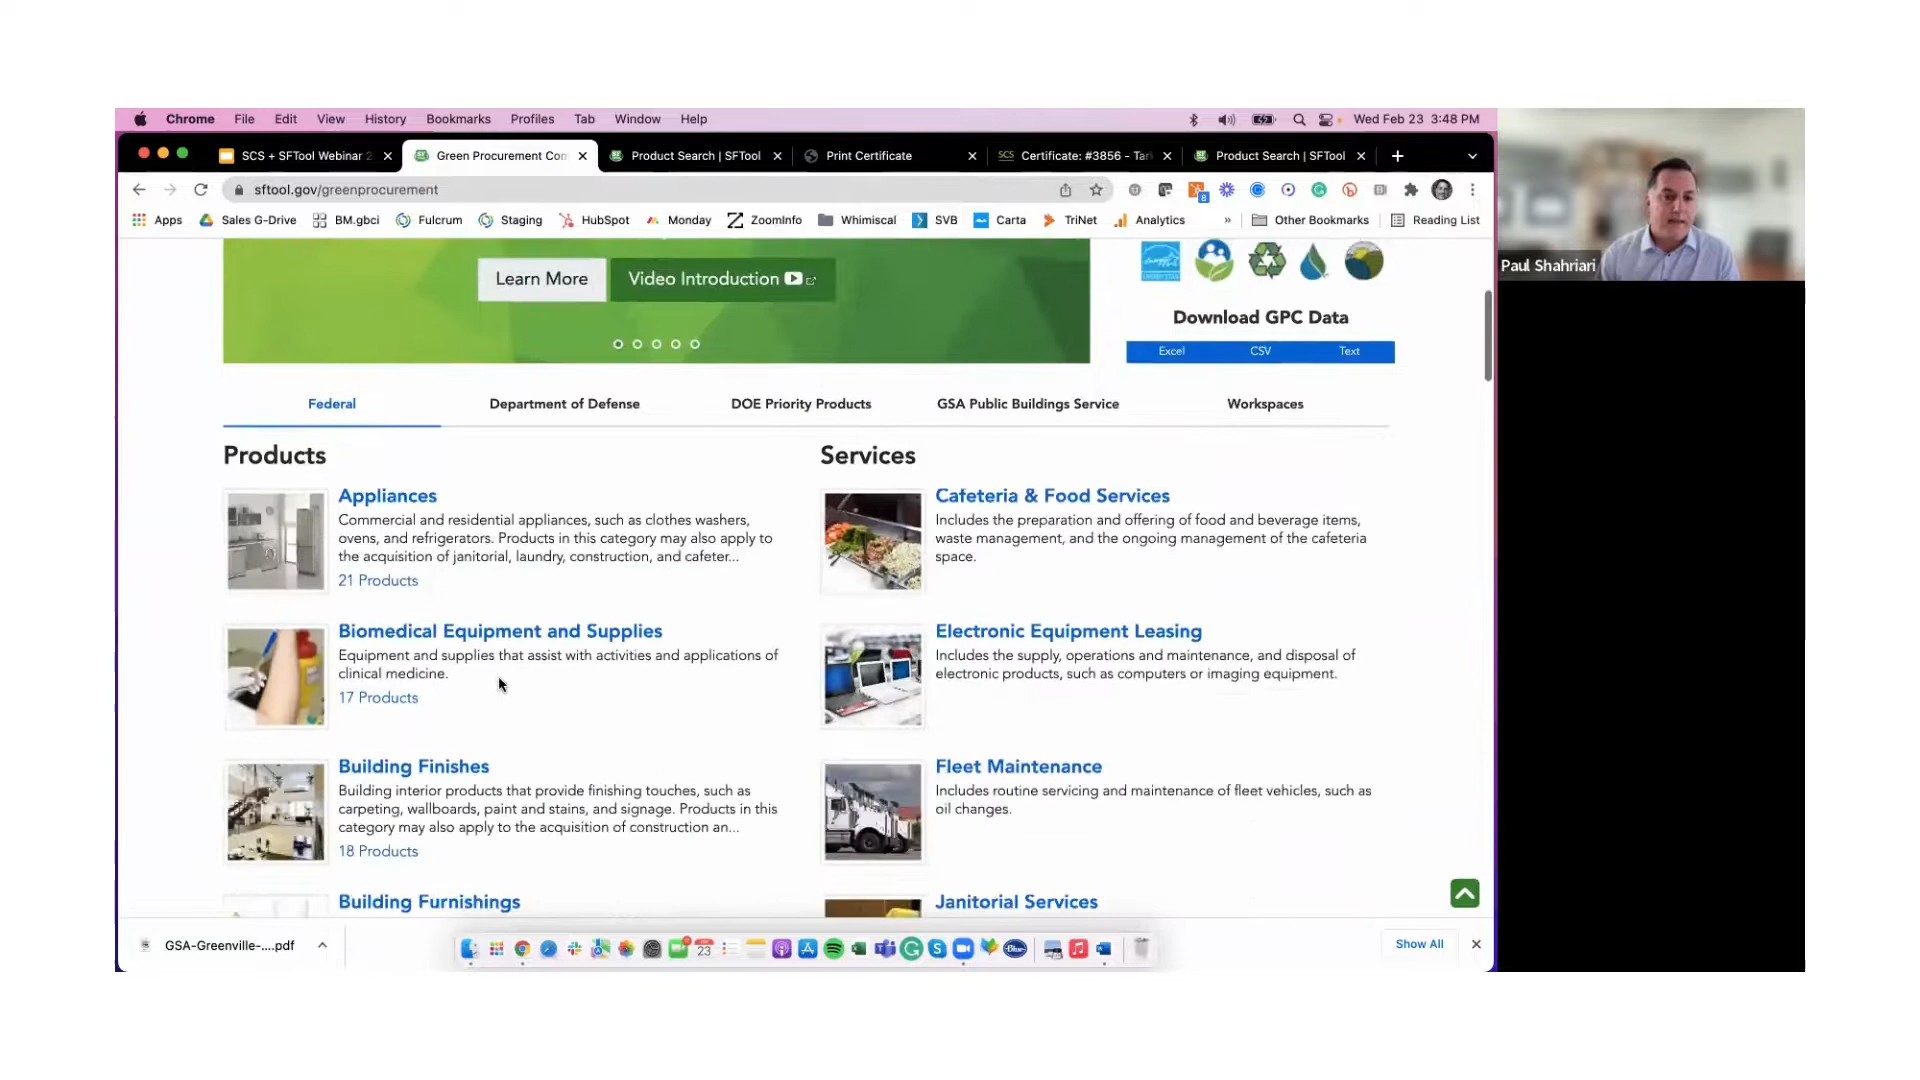 Chrome File Edit View History Bookmarks Profiles Tab Window Help Wed Feb 23 3:48 PM
SCS + SFTool Webinar 2 Green Procurement Con Product Search | SFTool Print Certificate SCS Certificate: #3856 - Tar Product Search | SFTool
sftool.gov/greenprocurement
Apps Sales G-Drive BM.gbci Fulcrum Staging HubSpot Monday ZoomInfo Whimiscal SVB Carta TriNet Analytics » Other Bookmarks Reading List
Paul Shahriari
Learn More Video Introduction
Download GPC Data
Excel CSV Text
Federal Department of Defense DOE Priority Products GSA Public Buildings Service Workspaces
Products
Appliances
Commercial and residential appliances, such as clothes washers,
ovens, and refrigerators. Products in this category may also apply to
the acquisition of janitorial, laundry, construction, and cafeter...
21 Products
Biomedical Equipment and Supplies
Equipment and supplies that assist with activities and applications of
clinical medicine.
17 Products
Building Finishes
Building interior products that provide finishing touches, such as
carpeting, wallboards, paint and stains, and signage. Products in this
category may also apply to the acquisition of construction an...
18 Products
Building Furnishings
Services
Cafeteria & Food Services
Includes the preparation and offering of food and beverage items,
waste management, and the ongoing management of the cafeteria
space.
Electronic Equipment Leasing
Includes the supply, operations and maintenance, and disposal of
electronic products, such as computers or imaging equipment.
Fleet Maintenance
Includes routine servicing and maintenance of fleet vehicles, such as
oil changes.
Janitorial Services
GSA-Greenville-....pdf
23
Show All